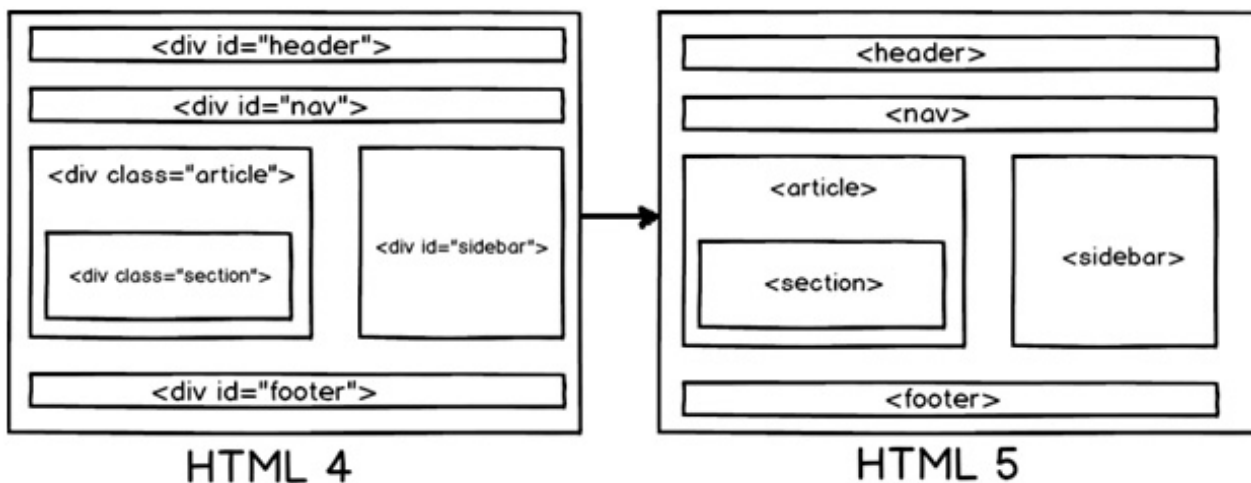 <div id="header">
<div id="nav">
<div class="article">
<div class="section">
<div id="sidebar">
<div id="footer">
HTML 4
<header>
<nav>
<article>
<section>
<sidebar>
<footer>
HTML 5